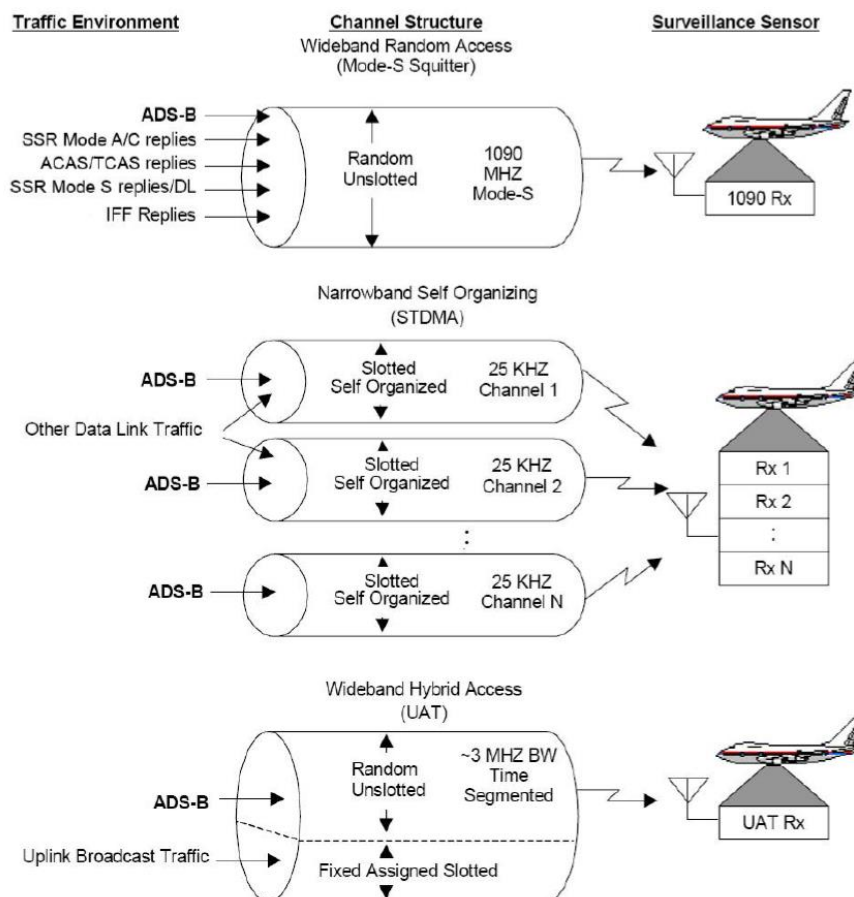 Traffic Environment
Channel Structure
Surveillance Sensor
Wideband Random Access
(Mode-S Squitter)
ADS-B
SSR Mode A/C replies
ACAS/TCAS replies
SSR Mode S replies/DL
IFF Replies
Random
Unslotted
1090
MHZ
Mode-S
1090 Rx
Narrowband Self Organizing
(STDMA)
ADS-B
Slotted
Self Organized
25 KHZ
Channel 1
Other Data Link Traffic
ADS-B
Slotted
Self Organized
25 KHZ
Channel 2
:
ADS-B
Slotted
Self Organized
25 KHZ
Channel N
Rx 1
Rx 2
:
Rx N
Wideband Hybrid Access
(UAT)
ADS-B
Random
Unslotted
~3 MHZ BW
Time
Segmented
Uplink Broadcast Traffic
Fixed Assigned Slotted
UAT Rx